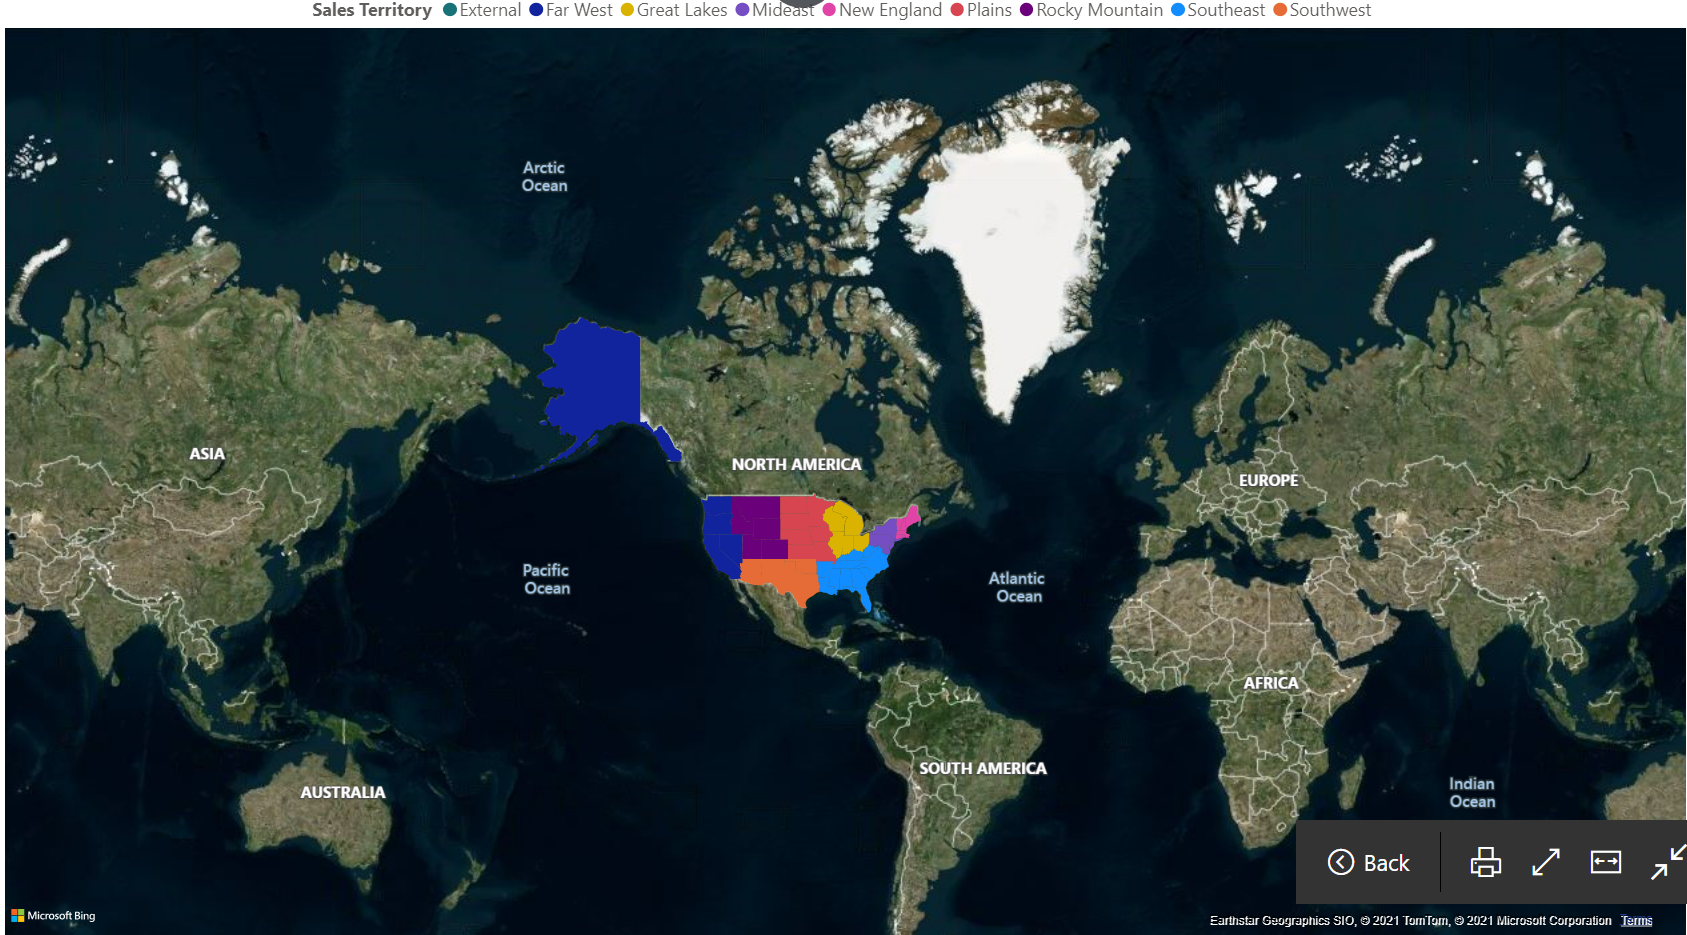 Sales Territory External Far West Great Lakes Mideast New England Plains Rocky Mountain Southeast Southwest
Arctic
Ocean
ASIA
NORTH AMERICA
EUROPE
Pacific
Ocean
Atlantic
Ocean
AFRICA
SOUTH AMERICA
AUSTRALIA
Indian
Ocean
Back
Microsoft Bing
Earthstar Geographics SIO, © 2021 TomTom, © 2021 Microsoft Corporation Terms